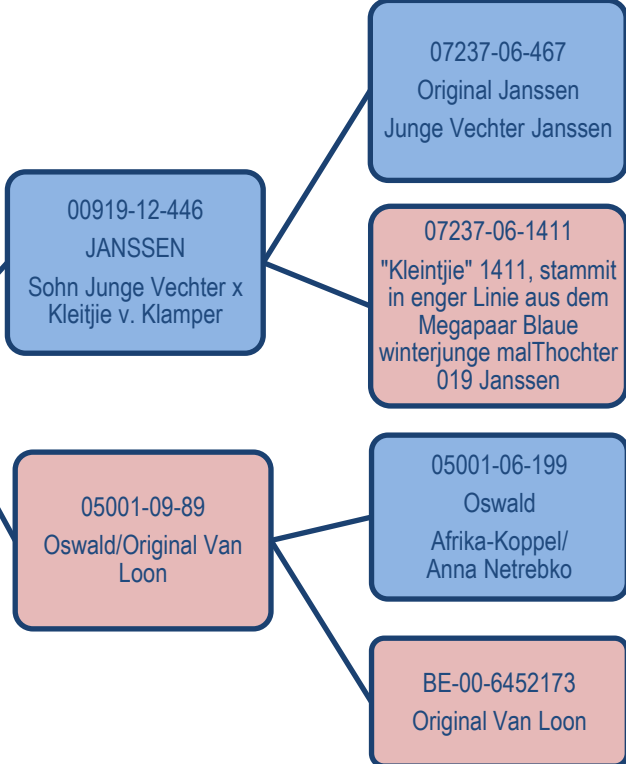 07237-06-467
Original Janssen
Junge Vechter Janssen
00919-12-446
JANSSEN
Sohn Junge Vechter x
Kleitjie v. Klamper
07237-06-1411
"Kleintjie" 1411, stammit
in enger Linie aus dem
Megapaar Blaue
winterjunge malThochter
019 Janssen
05001-09-89
Oswald/Original Van
Loon
05001-06-199
Oswald
Afrika-Koppel/
Anna Netrebko
BE-00-6452173
Original Van Loon